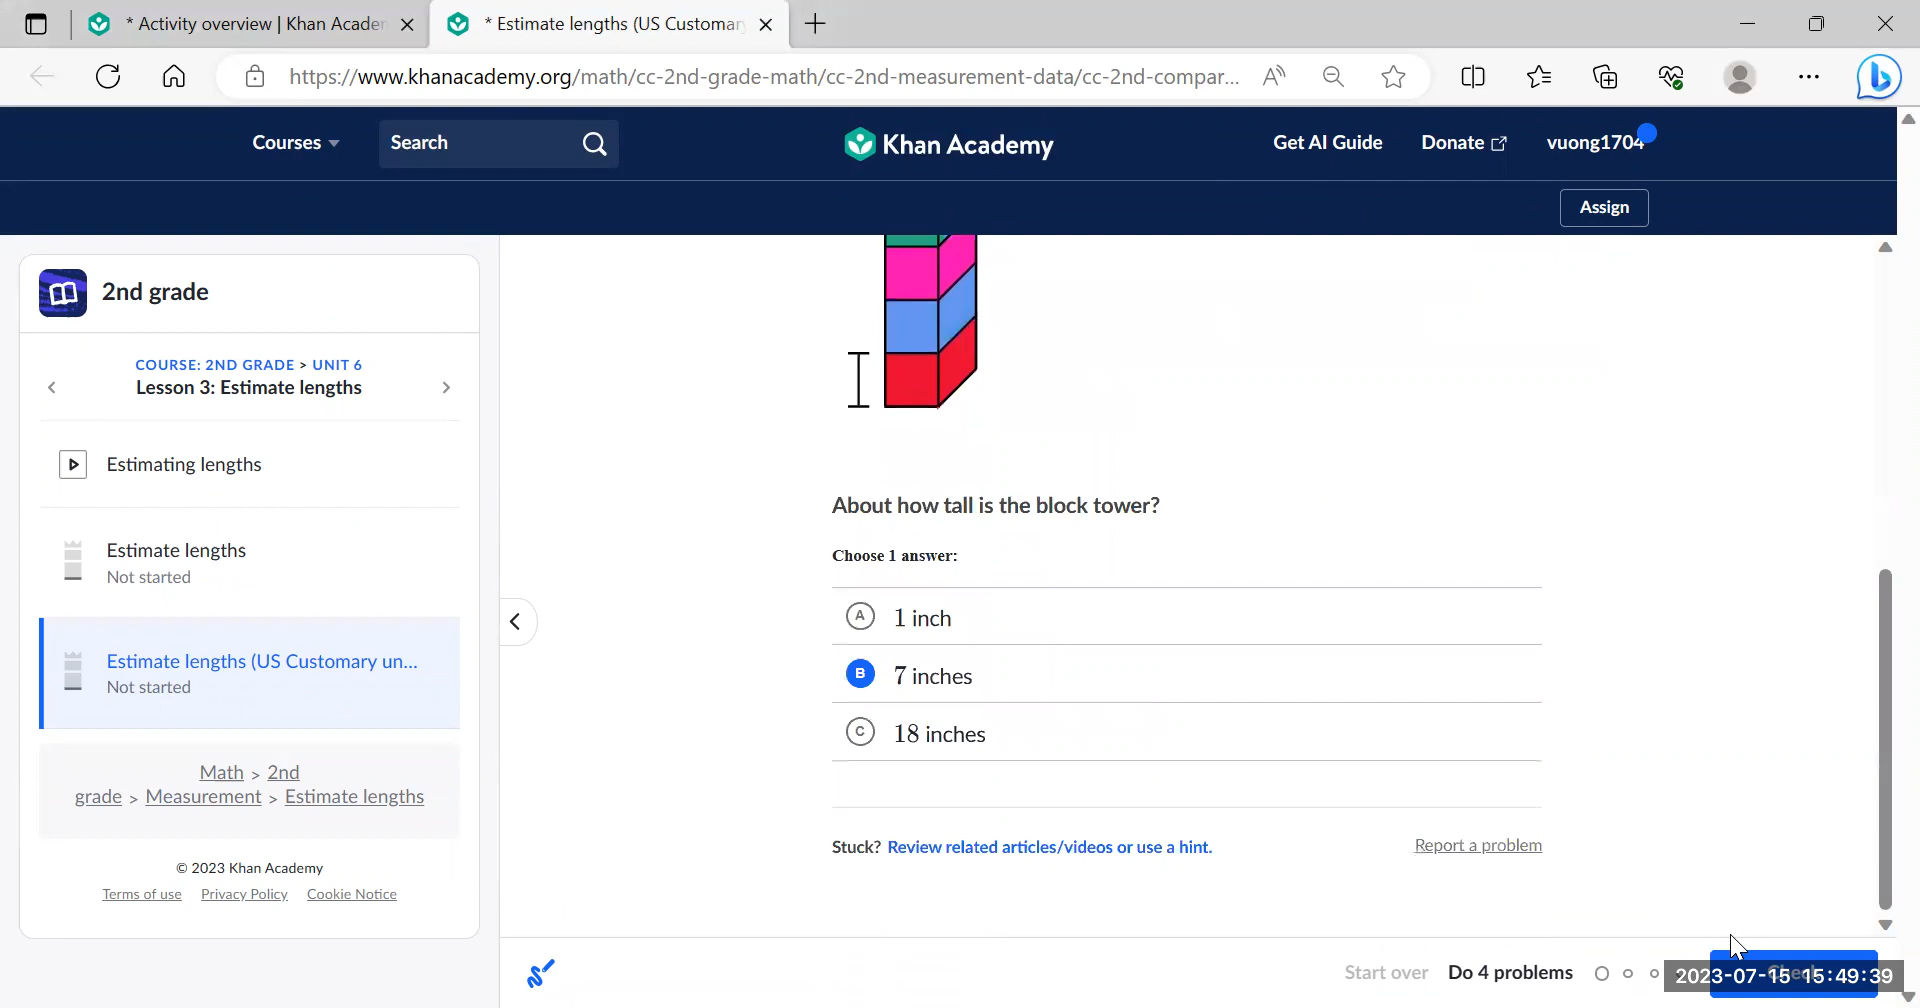 * Activity overview | Khan Acade
* Estimate lengths (US Customar
https://www.khanacademy.org/math/cc-2nd-grade-math/cc-2nd-measurement-data/cc-2nd-compar...
Courses
Search
Khan Academy
Get AI Guide
Donate
vuong1704
Assign
2nd grade
COURSE: 2ND GRADE > UNIT 6
Lesson 3: Estimate lengths
Estimating lengths
Estimate lengths
Not started
Estimate lengths (US Customary un...
Not started
Math > 2nd
grade > Measurement > Estimate lengths
© 2023 Khan Academy
Terms of use Privacy Policy Cookie Notice
About how tall is the block tower?
Choose 1 answer:
A 1 inch
B 7 inches
C 18 inches
Stuck? Review related articles/videos or use a hint.
Report a problem
Start over Do 4 problems
2023-07-15 15:49:39